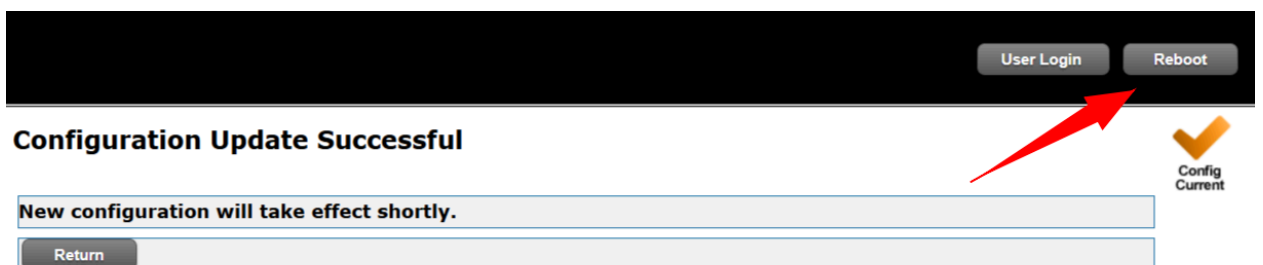 User Login
Reboot
Configuration Update Successful
Config
Current
New configuration will take effect shortly.
Return